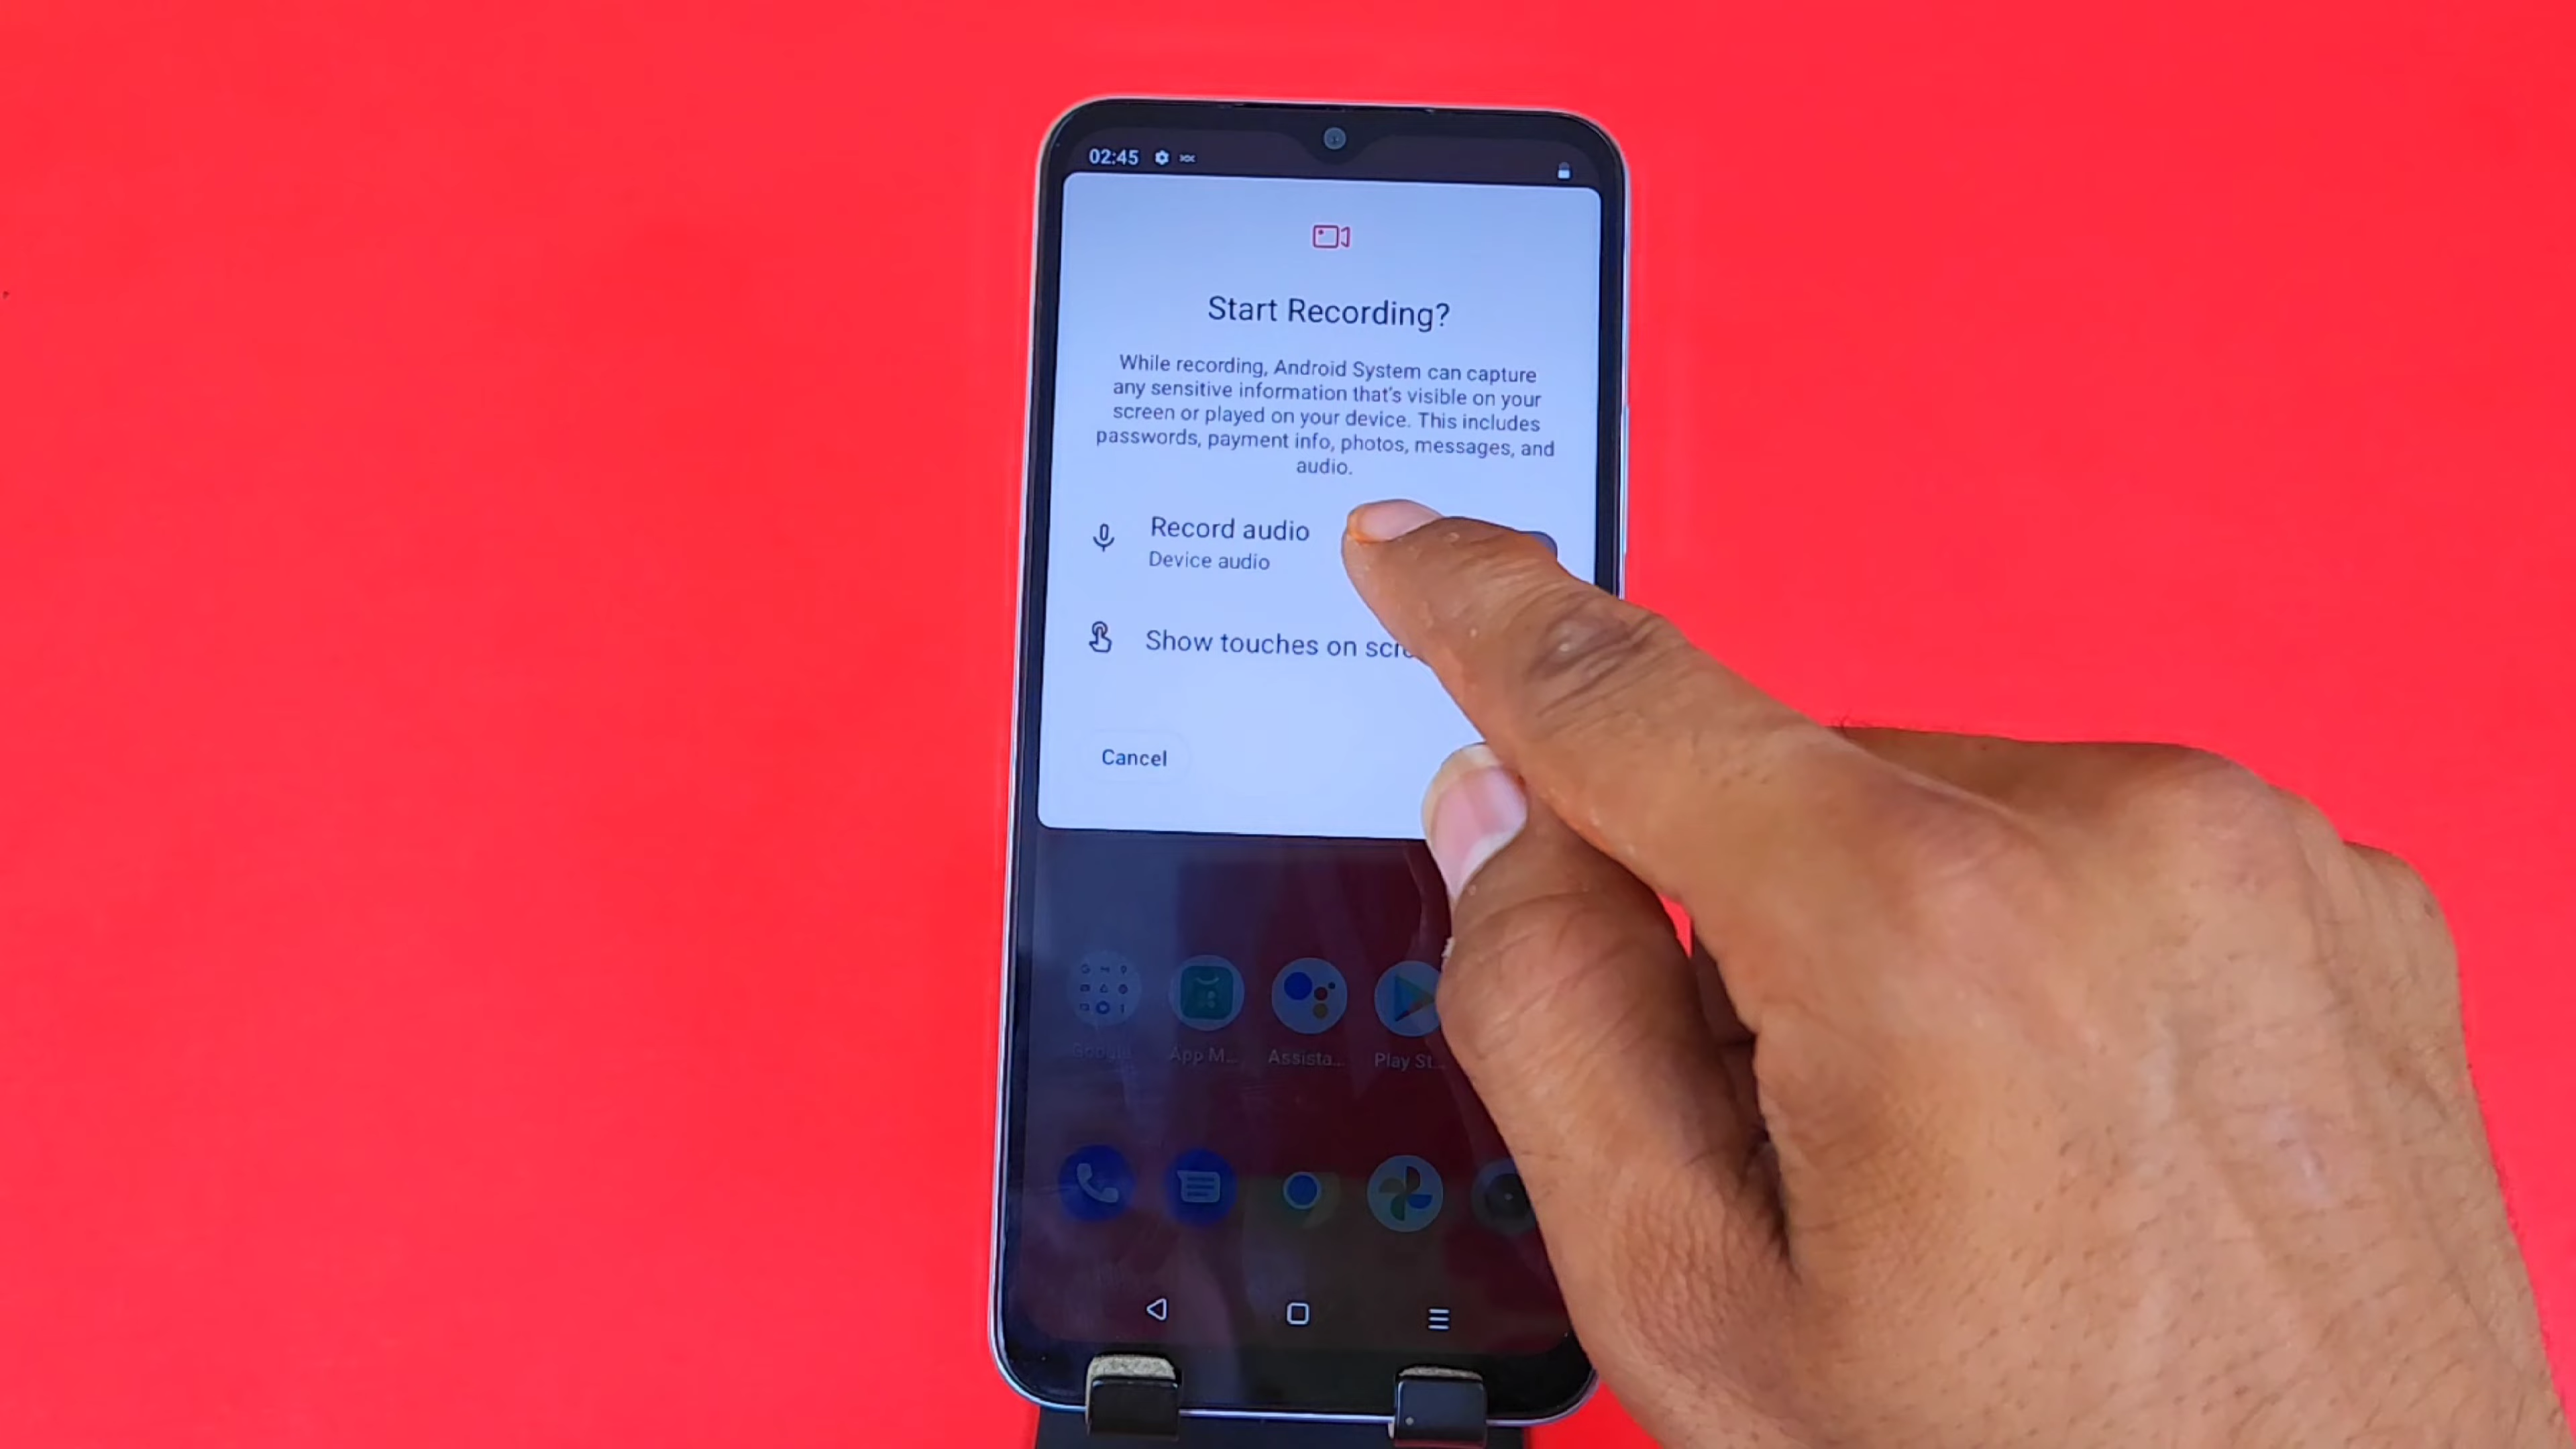 02:45
Start Recording?
While recording, Android System can capture
any sensitive information that's visible on your
screen or played on your device. This includes
passwords, payment info, photos, messages, and
audio.
Record audio
Device audio
Show touches on
Cancel
Google
App M...
Assista...
Play St...